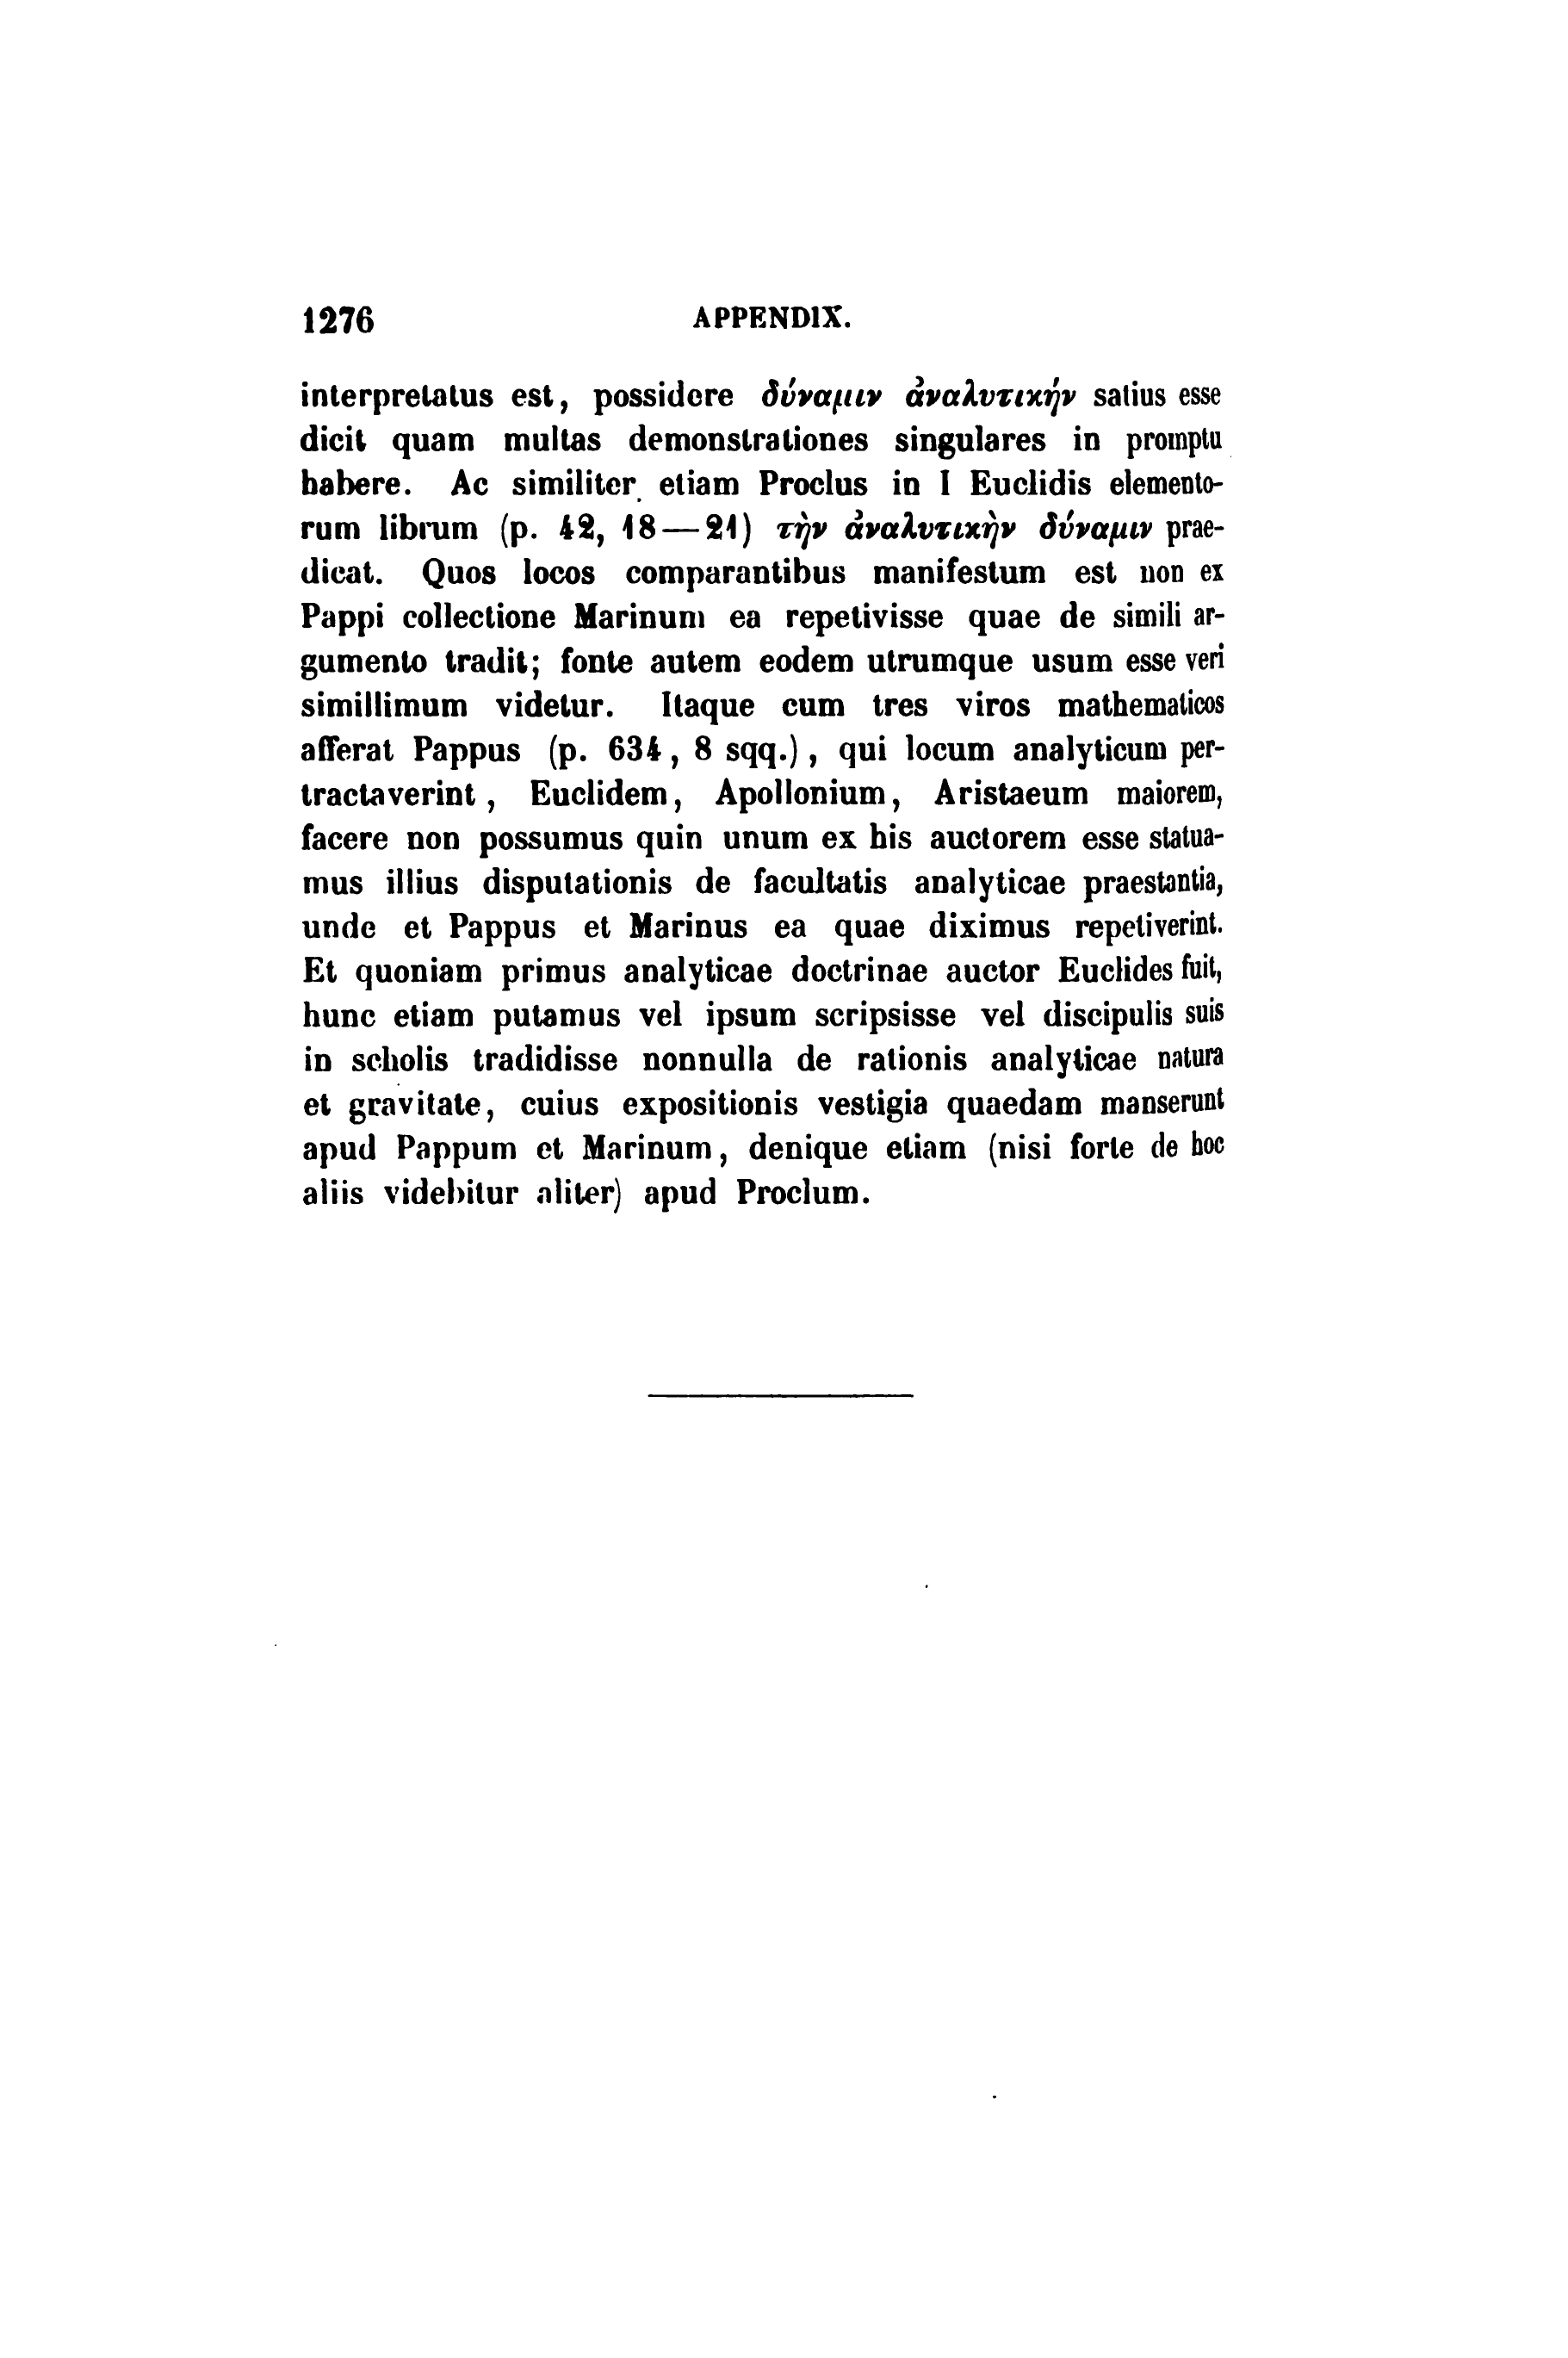 1276 APPENDIX.
interpretatus est, possidere δύναμιν ἀναλυτικήν satius esse
dicit quam multas demonstrationes singulares in promptu
habere. Ac similiter etiam Proclus in I Euclidis elemento-
rum librum (p. 42, 18—21) τὴν ἀναλυτικὴν δύναμιν prae-
dicat. Quos locos comparantibus manifestum est non ex
Pappi collectione Marinum ea repetivisse quae de simili ar-
gumento tradit; fonte autem eodem utrumque usum esse veri
simillimum videtur. Itaque cum tres viros mathematicos
afferat Pappus (p. 634, 8 sqq.), qui locum analyticum per-
tractaverint, Euclidem, Apollonium, Aristaeum maiorem,
facere non possumus quin unum ex his auctorem esse statua-
mus illius disputationis de facultatis analyticae praestantia,
unde et Pappus et Marinus ea quae diximus repetiverint.
Et quoniam primus analyticae doctrinae auctor Euclides fuit,
hunc etiam putamus vel ipsum scripsisse vel discipulis suis
in scholis tradidisse nonnulla de rationis analyticae natura
et gravitate, cuius expositionis vestigia quaedam manserunt
apud Pappum et Marinum, denique etiam (nisi forte de hoc
aliis videbitur aliter) apud Proclum.